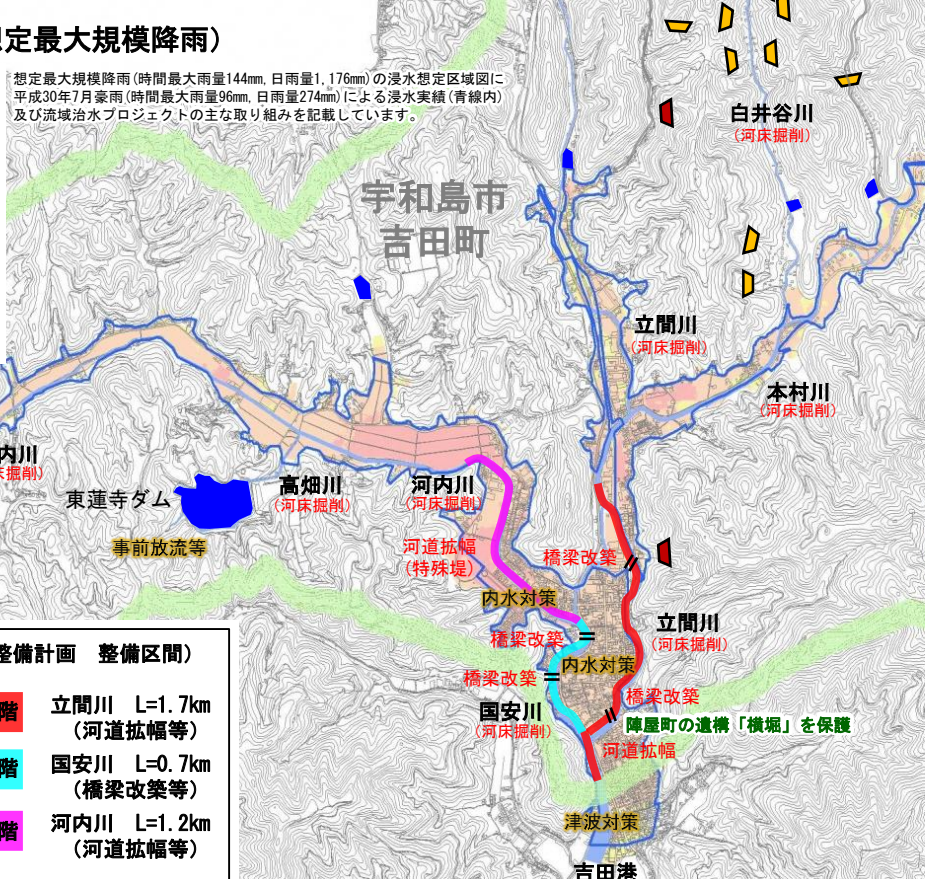 想定最大規模降雨）
想定最大規模降雨(時間最大雨量144mm,日雨量1,176mm)の浸水想定区域図に
平成30年7月豪雨(時間最大雨量96mm,日雨量274mm)による浸水実績(青線内)
及び流域治水プロジェクトの主な取り組みを記載しています。
白井谷川
(河床掘削)
宇和島市
吉田町
立間川
(河床掘削)
本村川
(河床掘削)
内川
床掘削)
東蓮寺ダム
事前放流等
高畑川
(河床掘削)
河内川
(河床掘削)
河道拡幅
(特殊堤)
橋梁改築
内水対策
立間川
(河床掘削)
橋梁改築
内水対策
橋梁改築
国安川
(河床掘削)
橋梁改築
陣屋町の遺構「横堀」を保護
河道拡幅
津波対策
吉田港
整備計画 整備区間）
階 立間川 L=1.7km
（河道拡幅等）
階 国安川 L=0.7km
（橋梁改築等）
階 河内川 L=1.2km
（河道拡幅等）